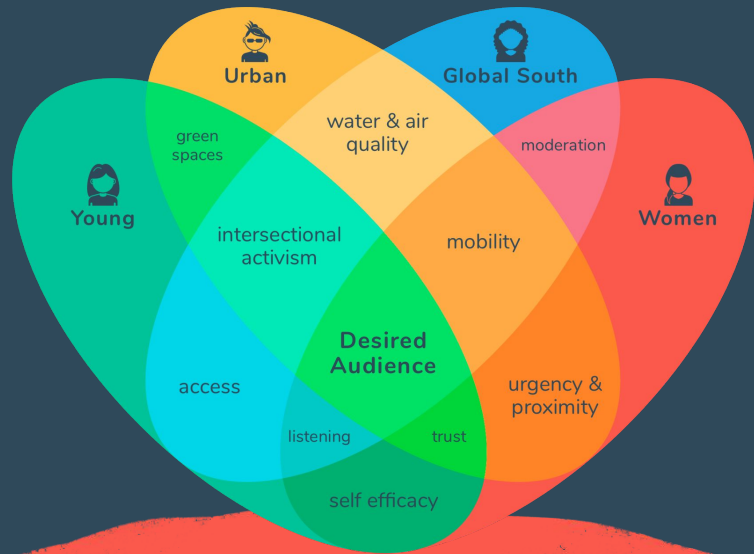 Urban
Global South
water & air
quality
green
spaces
moderation
Young
Women
intersectional
activism
mobility
Desired
Audience
access
urgency &
proximity
listening
trust
self efficacy